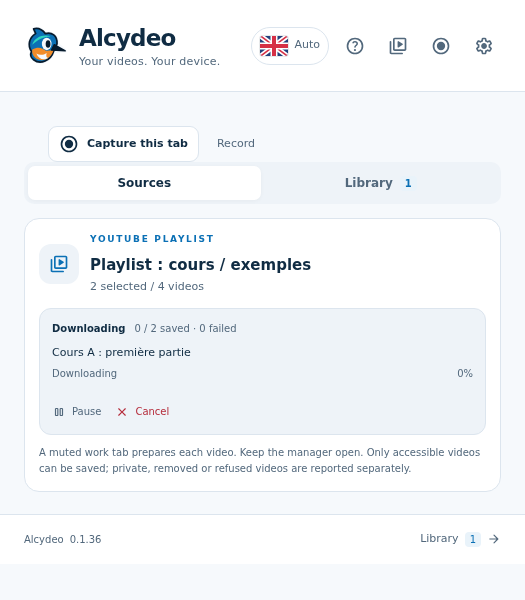 Alcydeo
Your videos. Your device.
Auto
Capture this tab
Record
Sources
Library 1
YOUTUBE PLAYLIST
Playlist : cours / exemples
2 selected / 4 videos
Downloading 0 / 2 saved · 0 failed
Cours A : première partie
Downloading 0%
Pause Cancel
A muted work tab prepares each video. Keep the manager open. Only accessible videos
can be saved; private, removed or refused videos are reported separately.
Alcydeo 0.1.36
Library 1